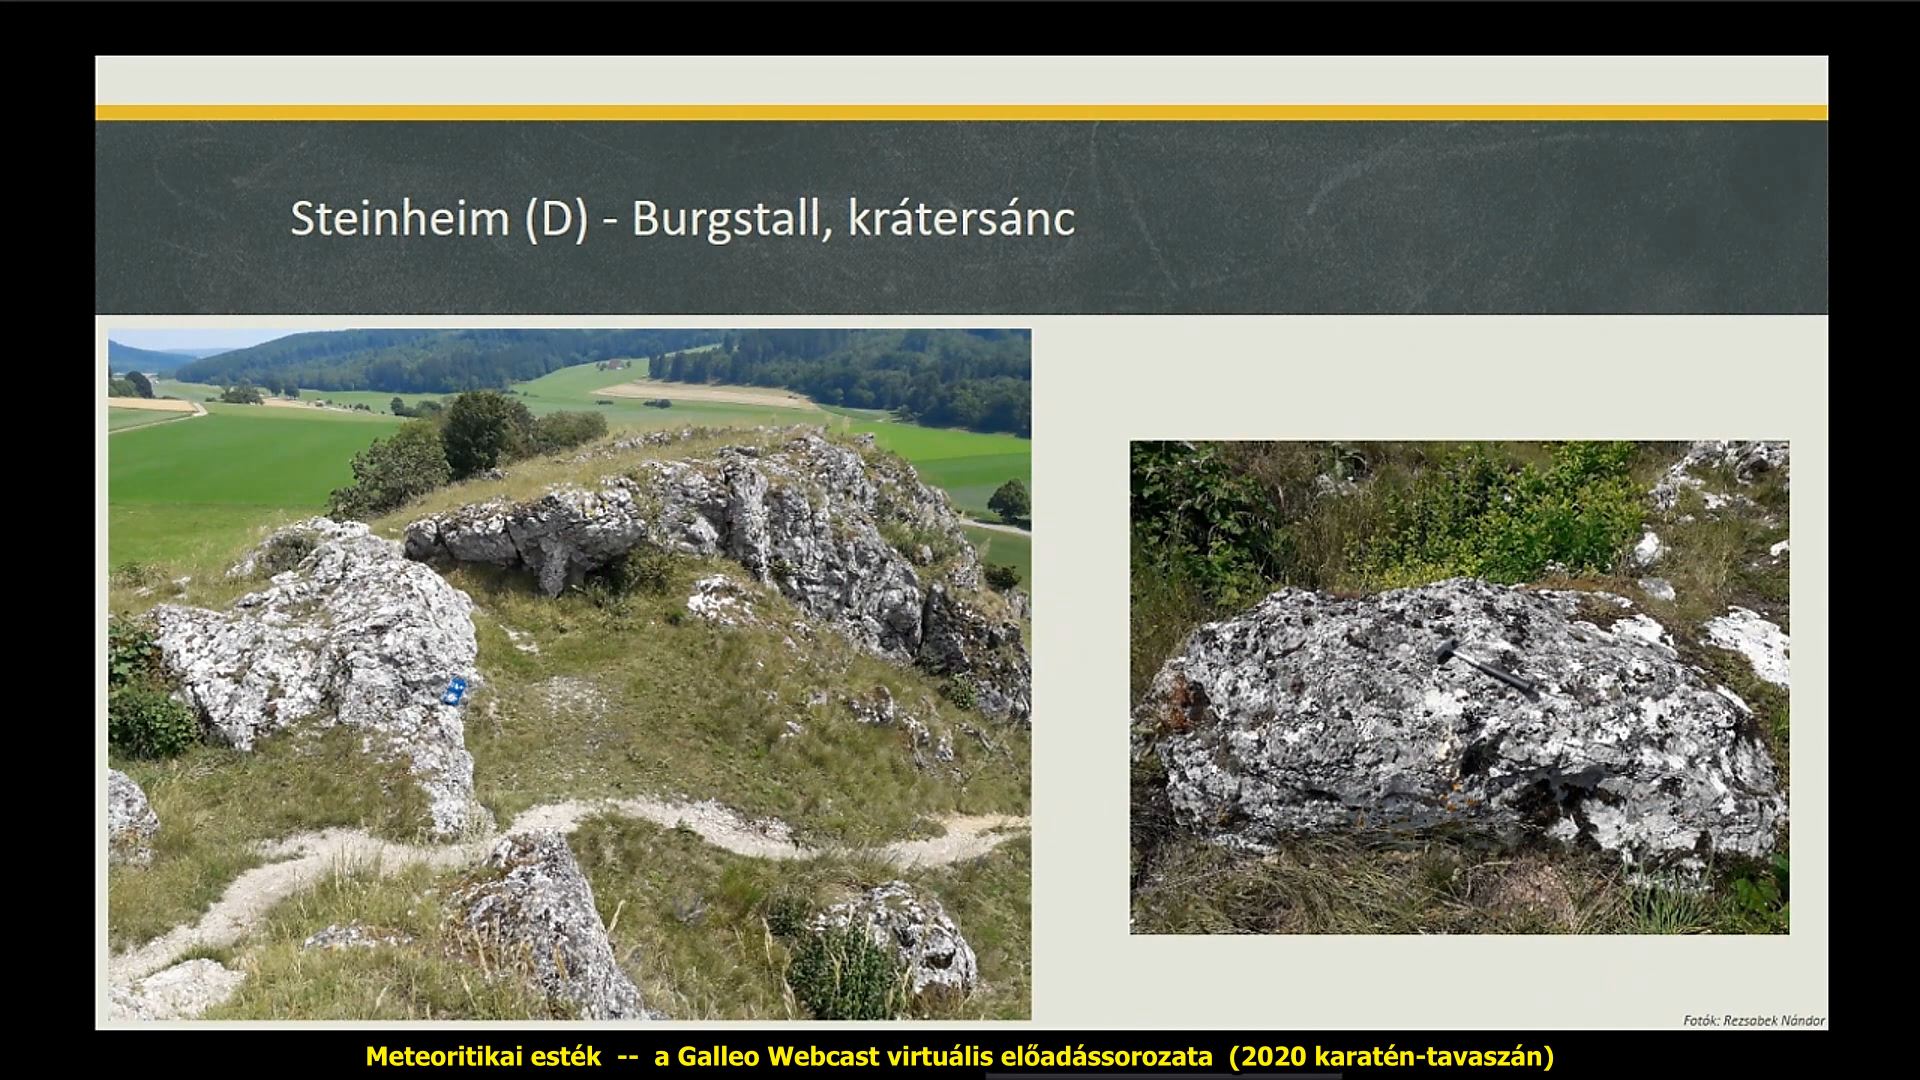 Steinheim (D) - Burgstall, krátersánc
Fotók: Rezsabek Nándor
Meteoritikai esték -- a Galleo Webcast virtuális előadássorozata (2020 karatén-tavaszán)